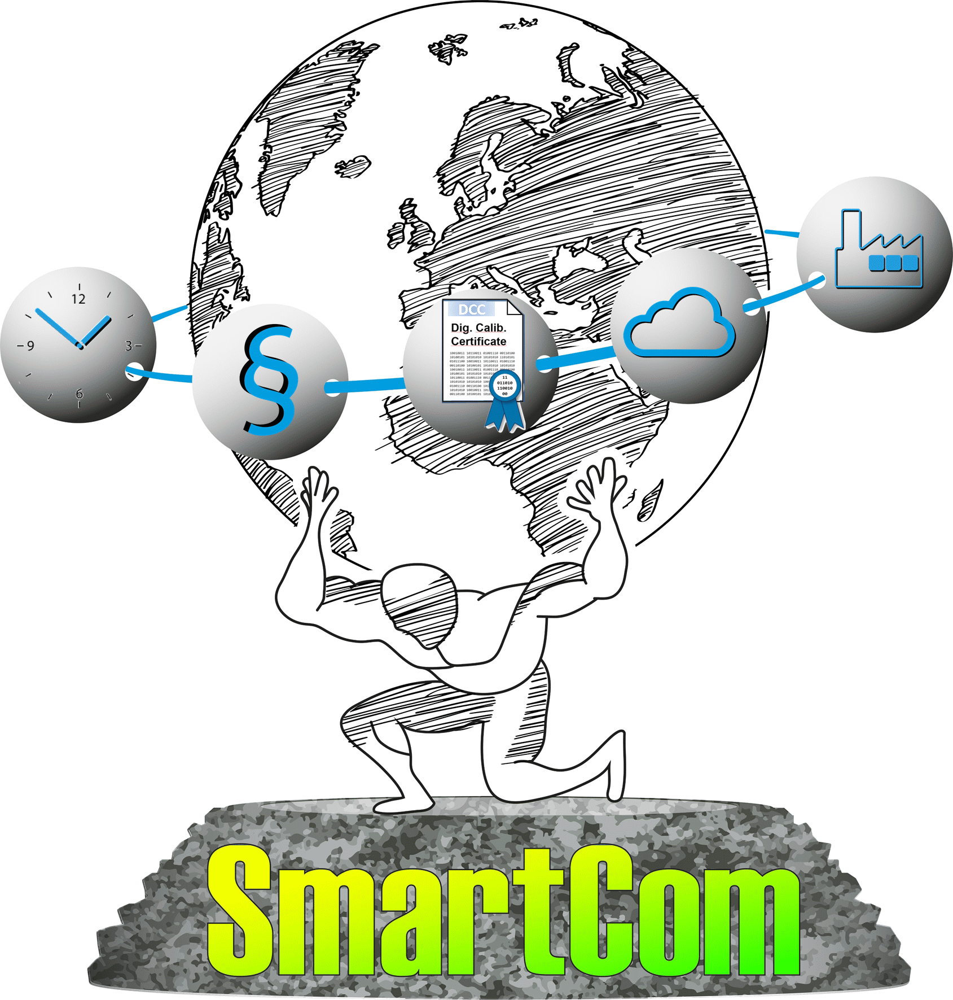 12
9
3
6
§
DCC
Dig. Calib.
Certificate
11
011010
110010
00
SmartCom